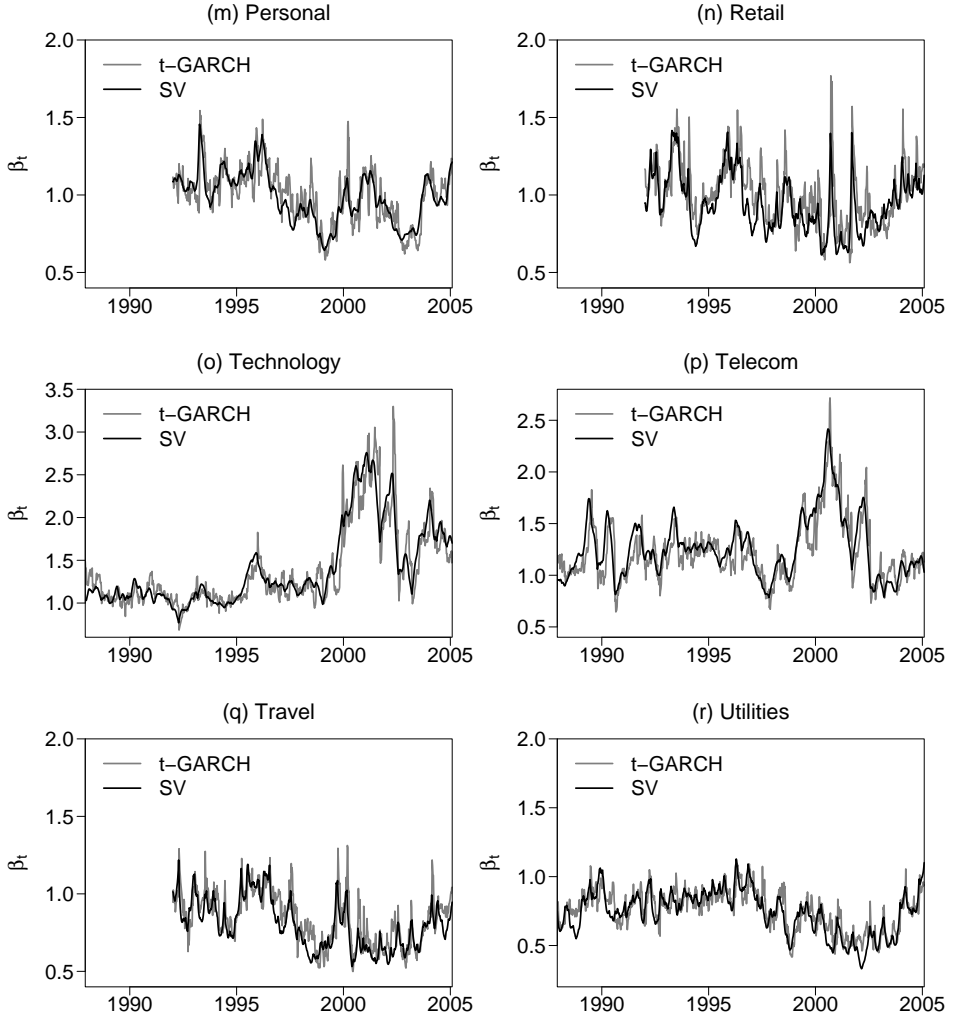 (m) Personal
2.0
t−GARCH
SV
1.5
βt
1.0
0.5
1990 1995 2000 2005
(n) Retail
2.0
t−GARCH
SV
1.5
βt
1.0
0.5
1990 1995 2000 2005
(o) Technology
3.5
t−GARCH
SV
3.0
2.5
βt
2.0
1.5
1.0
1990 1995 2000 2005
(p) Telecom
t−GARCH
SV
2.5
2.0
βt
1.5
1.0
0.5
1990 1995 2000 2005
(q) Travel
2.0
t−GARCH
SV
1.5
βt
1.0
0.5
1990 1995 2000 2005
(r) Utilities
2.0
t−GARCH
SV
1.5
βt
1.0
0.5
1990 1995 2000 2005